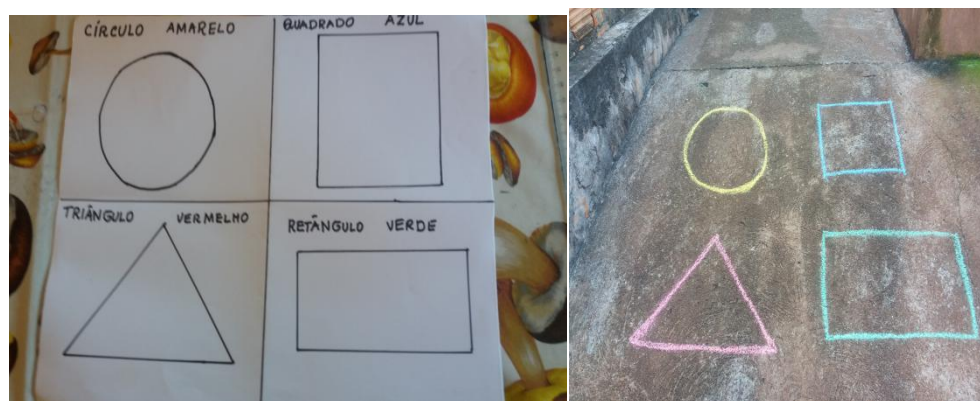 CÍRCULO AMARELO
QUADRADO AZUL
TRIÂNGULO VERMELHO
RETÂNGULO VERDE